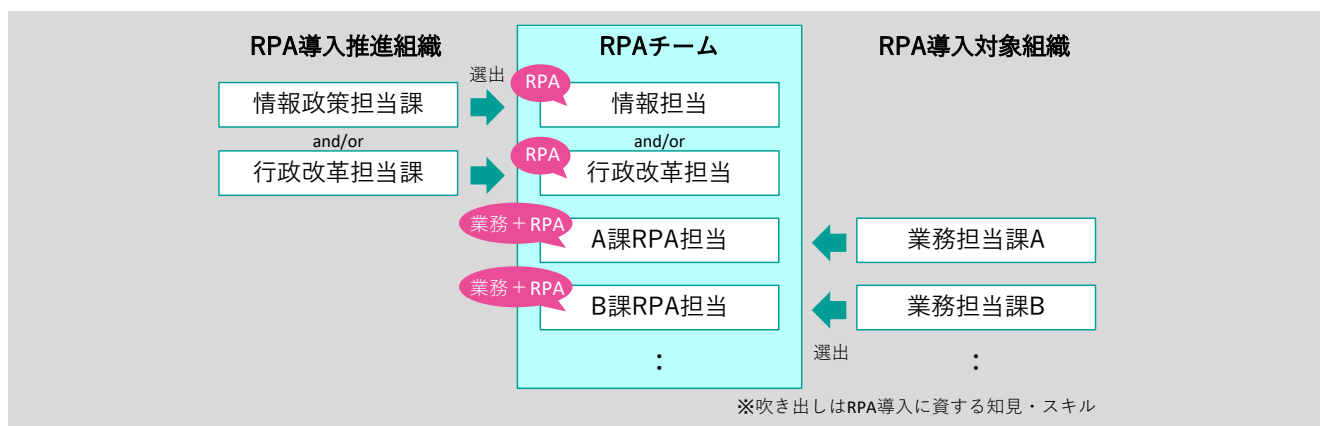 RPA導入推進組織
RPAチーム
RPA導入対象組織
選出
RPA
情報政策担当課
情報担当
and/or
and/or
RPA
行政改革担当課
行政改革担当
業務+RPA
A課RPA担当
業務担当課A
業務+RPA
B課RPA担当
業務担当課B
:
選出
:
※吹き出しはRPA導入に資する知見・スキル